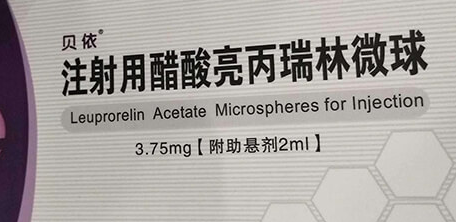 贝依®
注射用醋酸亮丙瑞林微球
Leuprorelin Acetate Microspheres for Injection
3.75mg【附助悬剂2ml】